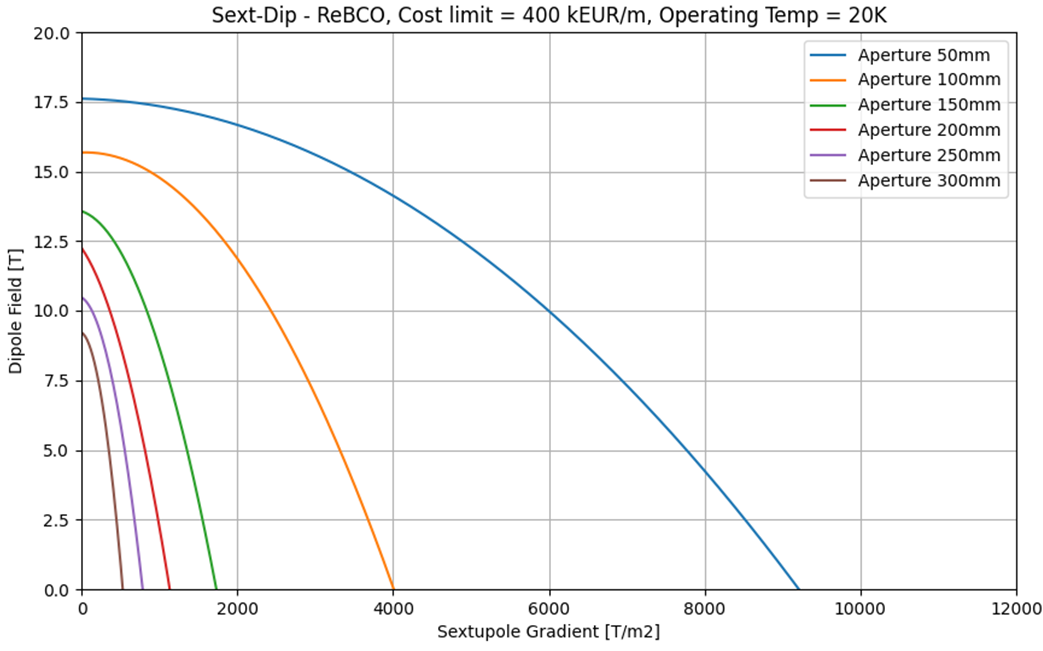 Sext-Dip - ReBCO, Cost limit = 400 kEUR/m, Operating Temp = 20K
Aperture 50mm
Aperture 100mm
Aperture 150mm
Aperture 200mm
Aperture 250mm
Aperture 300mm
Dipole Field [T]
20.0
17.5
15.0
12.5
10.0
7.5
5.0
2.5
0.0
0 2000 4000 6000 8000 10000 12000
Sextupole Gradient [T/m2]